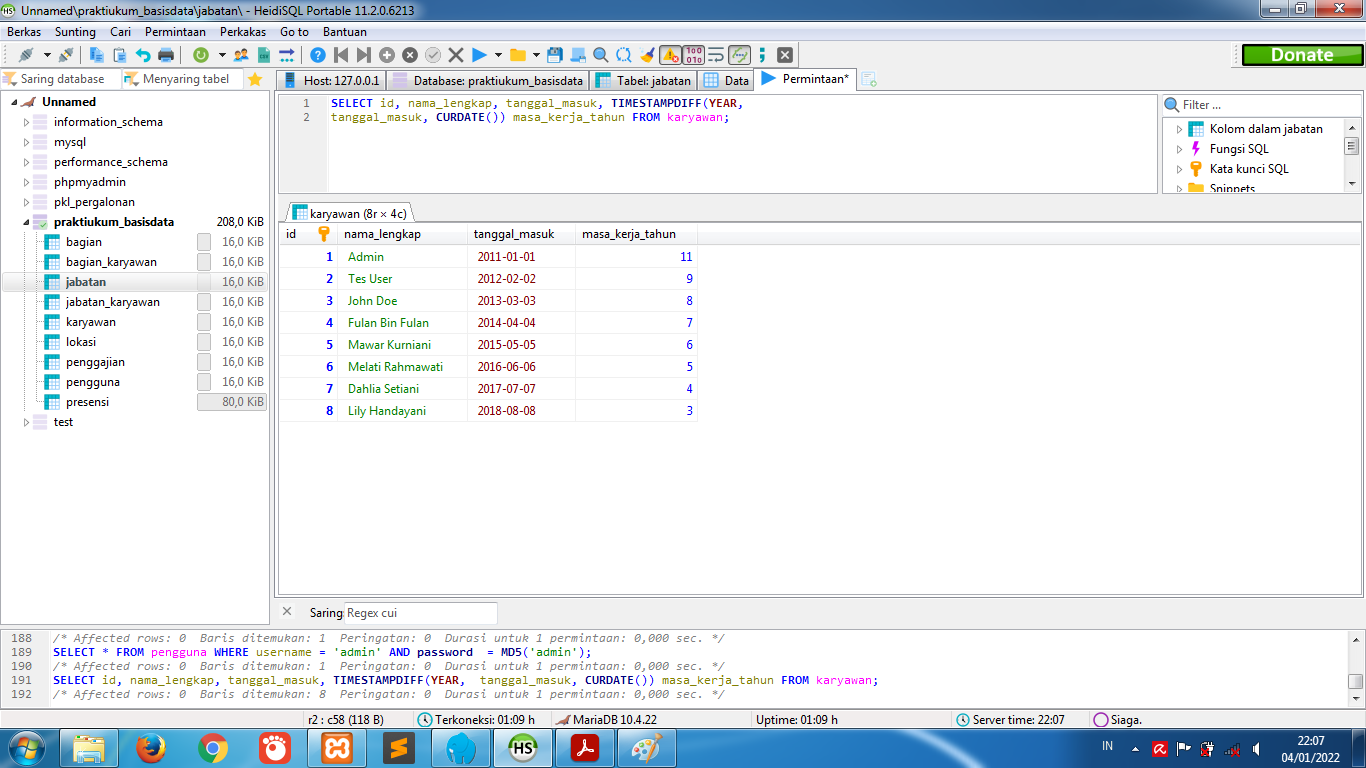 Unnamed\praktiukum_basisdata\jabatan\ - HeidiSQL Portable 11.2.0.6213
Berkas Sunting Cari Permintaan Perkakas Go to Bantuan
Donate
Saring database Menyaring tabel
Host: 127.0.0.1 Database: praktiukum_basisdata Tabel: jabatan Data Permintaan*
Unnamed
information_schema
mysql
performance_schema
phpmyadmin
pkl_pergalonan
praktiukum_basisdata 208,0 KiB
bagian 16,0 KiB
bagian_karyawan 16,0 KiB
jabatan 16,0 KiB
jabatan_karyawan 16,0 KiB
karyawan 16,0 KiB
lokasi 16,0 KiB
penggajian 16,0 KiB
pengguna 16,0 KiB
presensi 80,0 KiB
test
1 SELECT id, nama_lengkap, tanggal_masuk, TIMESTAMPDIFF(YEAR,
2 tanggal_masuk, CURDATE()) masa_kerja_tahun FROM karyawan;
Filter ...
Kolom dalam jabatan
Fungsi SQL
Kata kunci SQL
Snippets
karyawan (8r × 4c)
id nama_lengkap tanggal_masuk masa_kerja_tahun
1 Admin 2011-01-01 11
2 Tes User 2012-02-02 9
3 John Doe 2013-03-03 8
4 Fulan Bin Fulan 2014-04-04 7
5 Mawar Kurniani 2015-05-05 6
6 Melati Rahmawati 2016-06-06 5
7 Dahlia Setiani 2017-07-07 4
8 Lily Handayani 2018-08-08 3
Saring: Regex cui
188 /* Affected rows: 0 Baris ditemukan: 1 Peringatan: 0 Durasi untuk 1 permintaan: 0,000 sec. */
189 SELECT * FROM pengguna WHERE username = 'admin' AND password = MD5('admin');
190 /* Affected rows: 0 Baris ditemukan: 1 Peringatan: 0 Durasi untuk 1 permintaan: 0,000 sec. */
191 SELECT id, nama_lengkap, tanggal_masuk, TIMESTAMPDIFF(YEAR, tanggal_masuk, CURDATE()) masa_kerja_tahun FROM karyawan;
192 /* Affected rows: 0 Baris ditemukan: 8 Peringatan: 0 Durasi untuk 1 permintaan: 0,000 sec. */
r2 : c58 (118 B) Terkoneksi: 01:09 h MariaDB 10.4.22 Uptime: 01:09 h Server time: 22:07 Siaga.
HS
IN
22:07
04/01/2022